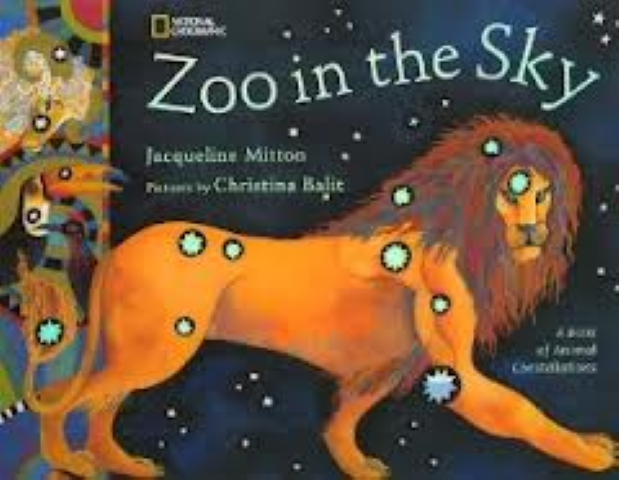 NATIONAL
GEOGRAPHIC
Zoo in the Sky
Jacqueline Mitton
Pictures by Christina Balit
A Book
of Animal
Constellations